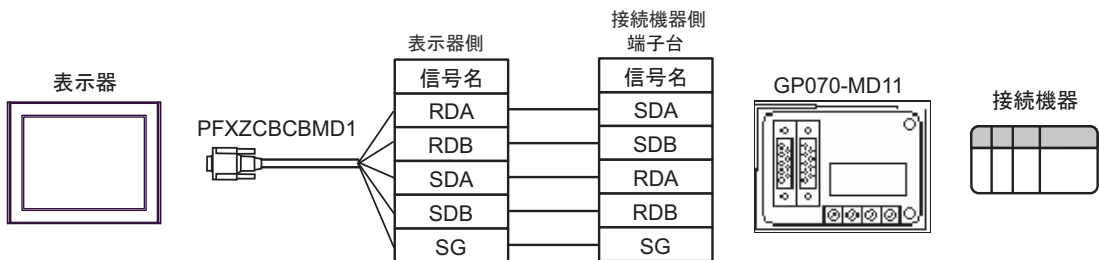 表示器
PFXZCBCBMD1
表示器側
信号名
RDA
RDB
SDA
SDB
SG
接続機器側
端子台
信号名
SDA
SDB
RDA
RDB
SG
GP070-MD11
接続機器